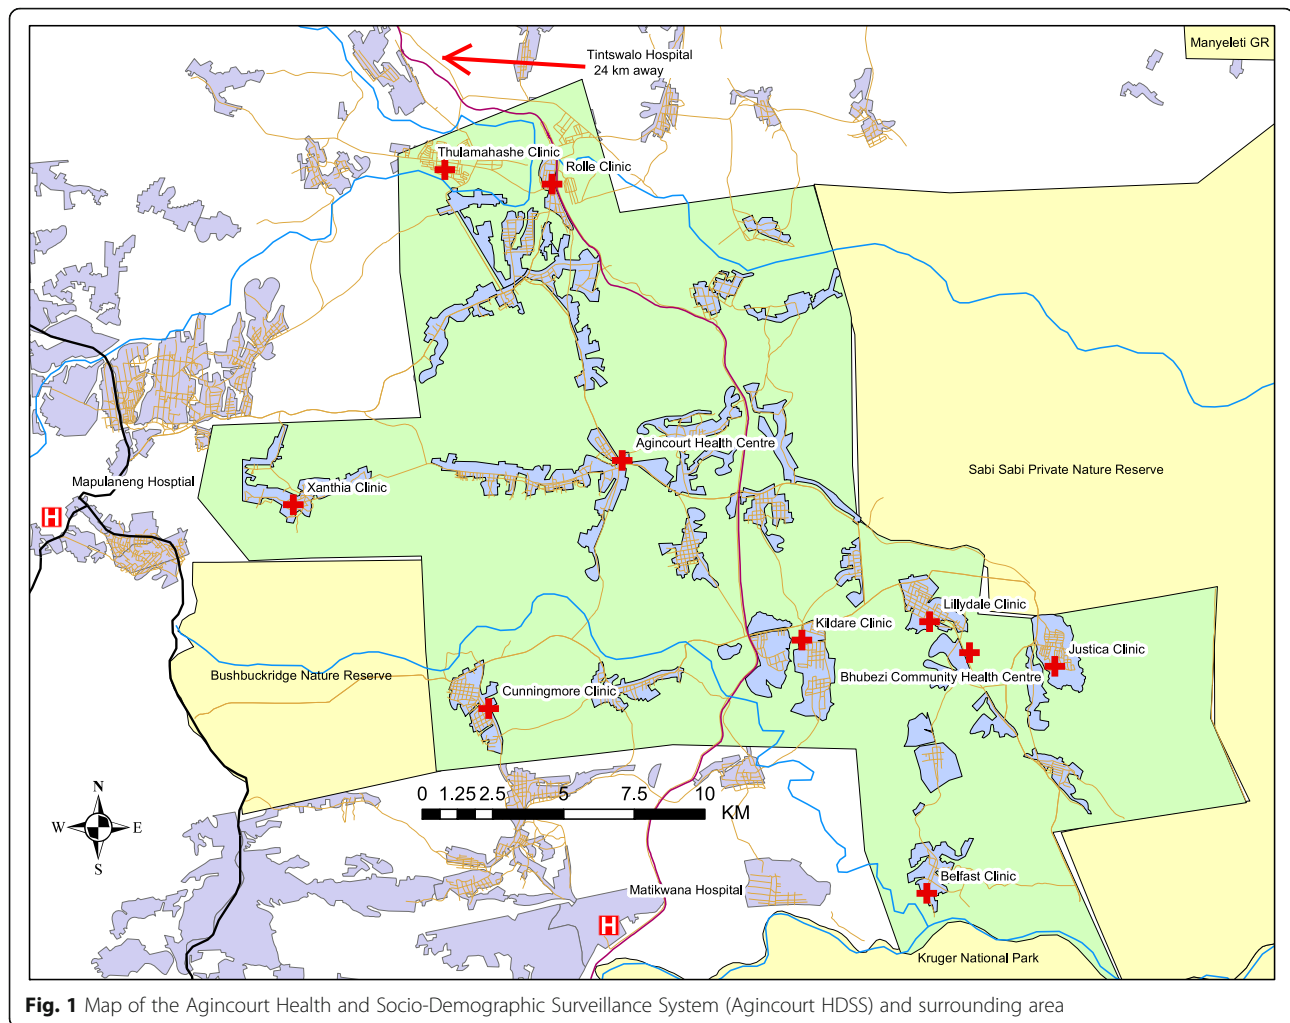 Manyeleti GR
Tintswalo Hospital
24 km away
Thulamahashe Clinic
Rolle Clinic
Agincourt Health Centre
Sabi Sabi Private Nature Reserve
Mapulaneng Hosptial
Xanthia Clinic
H
Lillydale Clinic
Kildare Clinic
Justica Clinic
Bhubezi Community Health Centre
Bushbuckridge Nature Reserve
Cunningmore Clinic
N
W E
S
0 1.25 2.5 5 7.5 10
KM
Belfast Clinic
Matikwana Hospital
H
Kruger National Park
Fig. 1 Map of the Agincourt Health and Socio-Demographic Surveillance System (Agincourt HDSS) and surrounding area